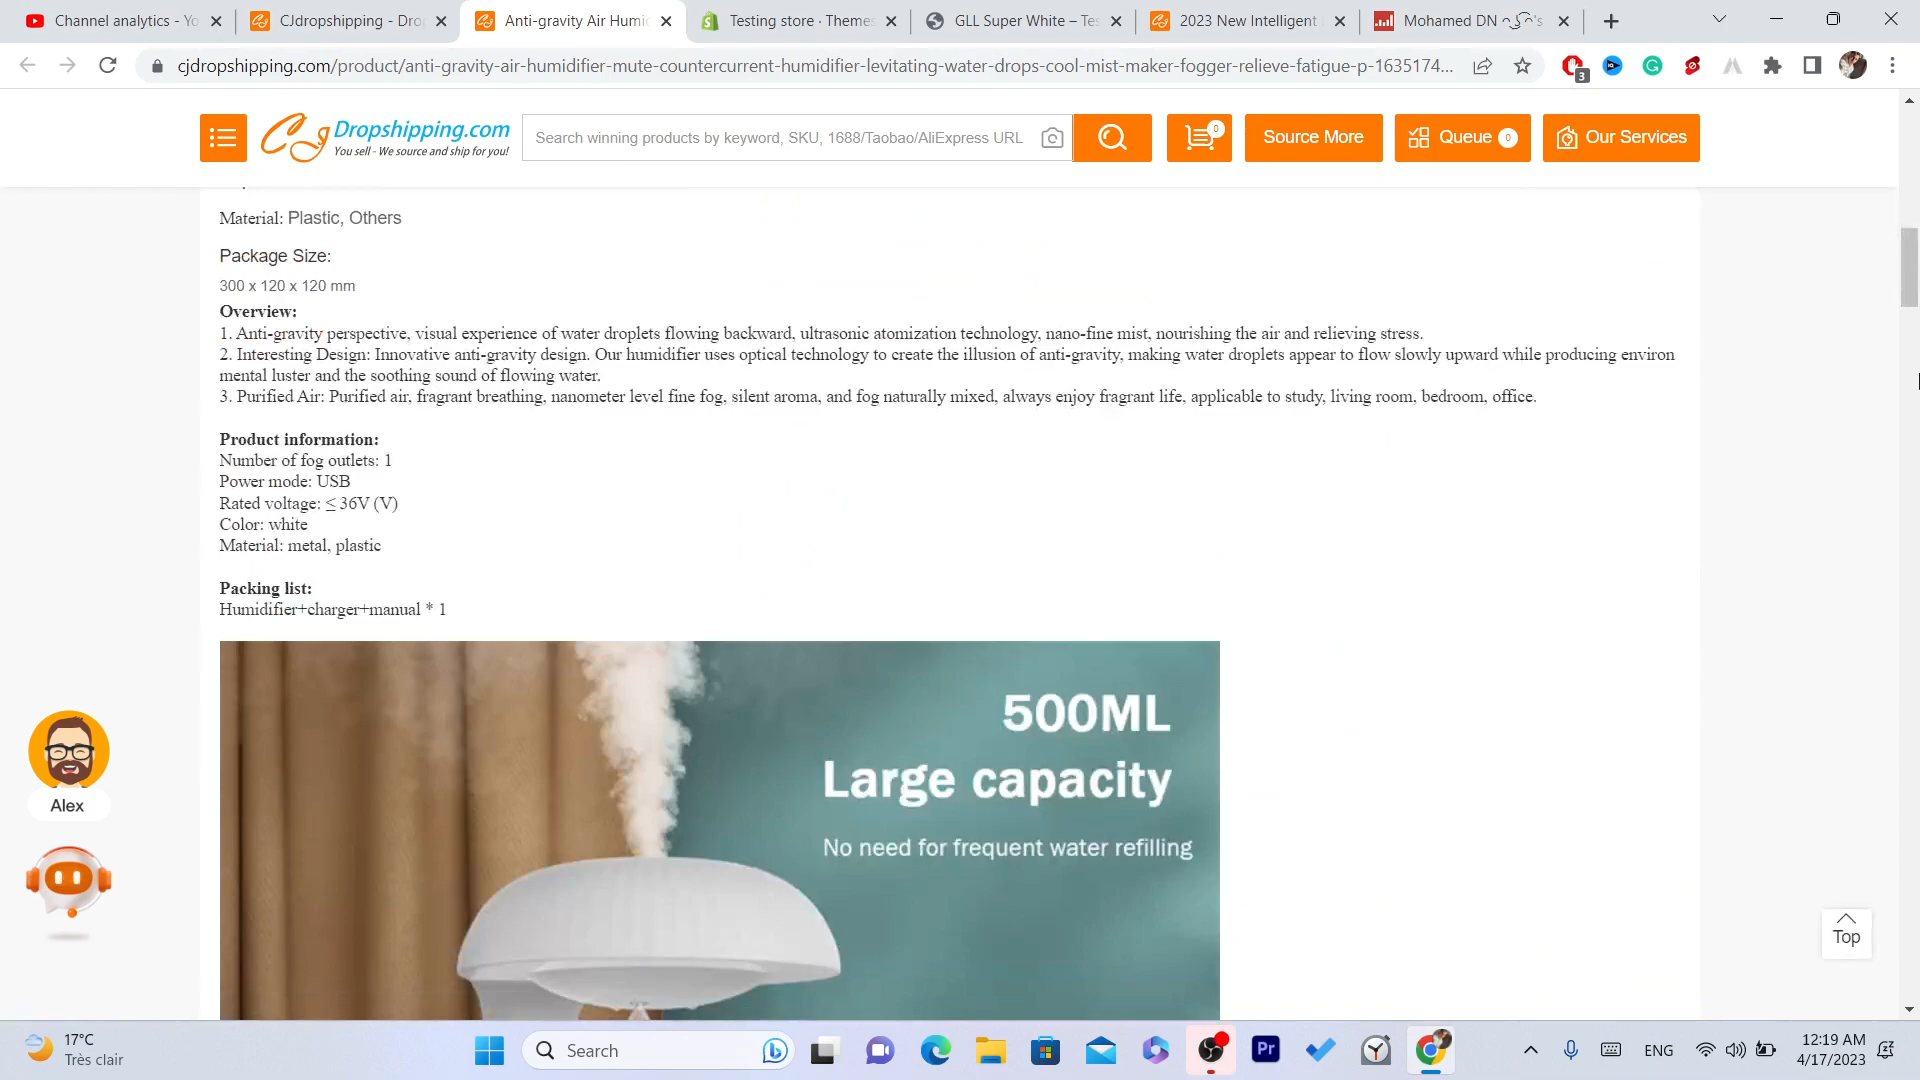 Channel analytics - Yo
CJdropshipping - Dro
Anti-gravity Air Humi
Testing store · Themes
GLL Super White – Tes
2023 New Intelligent
Mohamed DN
's
cjdropshipping.com/product/anti-gravity-air-humidifier-mute-countercurrent-humidifier-levitating-water-drops-cool-mist-maker-fogger-relieve-fatigue-p-1635174...
3
Dropshipping.com
You sell - We source and ship for you!
Search winning products by keyword, SKU, 1688/Taobao/AliExpress URL
0
Source More
Queue 0
Our Services
Material: Plastic, Others
Package Size:
300 x 120 x 120 mm
Overview:
1. Anti-gravity perspective, visual experience of water droplets flowing backward, ultrasonic atomization technology, nano-fine mist, nourishing the air and relieving stress.
2. Interesting Design: Innovative anti-gravity design. Our humidifier uses optical technology to create the illusion of anti-gravity, making water droplets appear to flow slowly upward while producing environ
mental luster and the soothing sound of flowing water.
3. Purified Air: Purified air, fragrant breathing, nanometer level fine fog, silent aroma, and fog naturally mixed, always enjoy fragrant life, applicable to study, living room, bedroom, office.
Product information:
Number of fog outlets: 1
Power mode: USB
Rated voltage: ≤ 36V (V)
Color: white
Material: metal, plastic
Packing list:
Humidifier+charger+manual * 1
500ML
Large capacity
No need for frequent water refilling
Alex
Top
17°C
Très clair
Search
Pr
ENG
12:19 AM
4/17/2023